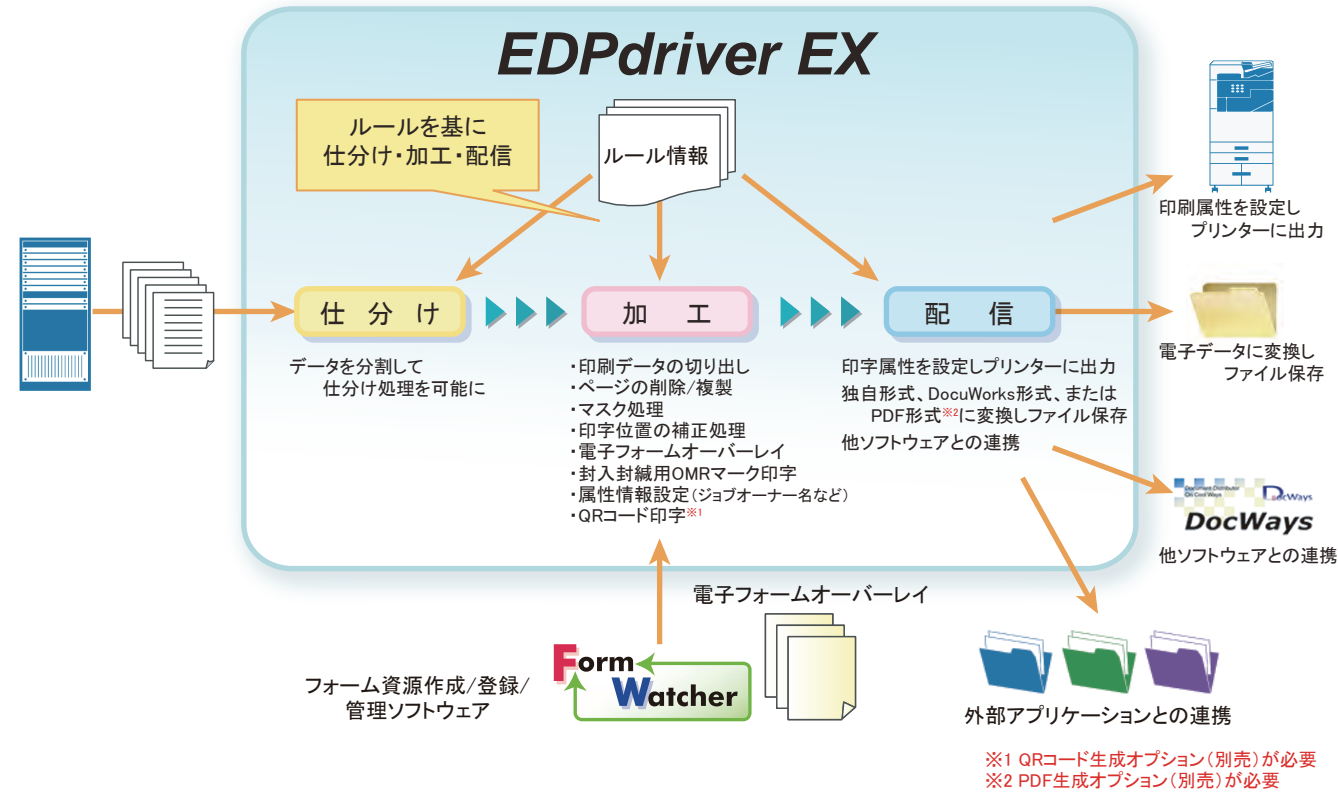 EDPdriver EX
ルールを基に
仕分け・加工・配信
ルール情報
仕分け
データを分割して
仕分け処理を可能に
加工
・印刷データの切り出し
・ページの削除/複製
・マスク処理
・印字位置の補正処理
・電子フォームオーバーレイ
・封入封緘用OMRマーク印字
・属性情報設定(ジョブオーナー名など)
・QRコード印字※1
配信
印字属性を設定しプリンターに出力
独自形式、DocuWorks形式、または
PDF形式※2に変換しファイル保存
他ソフトウェアとの連携
印刷属性を設定し
プリンターに出力
電子データに変換し
ファイル保存
Document Distributor
On Cool Ways
DocWays
DocWays
他ソフトウェアとの連携
電子フォームオーバーレイ
フォーム資源作成/登録/
管理ソフトウェア
Form
Watcher
外部アプリケーションとの連携
※1 QRコード生成オプション(別売)が必要
※2 PDF生成オプション(別売)が必要